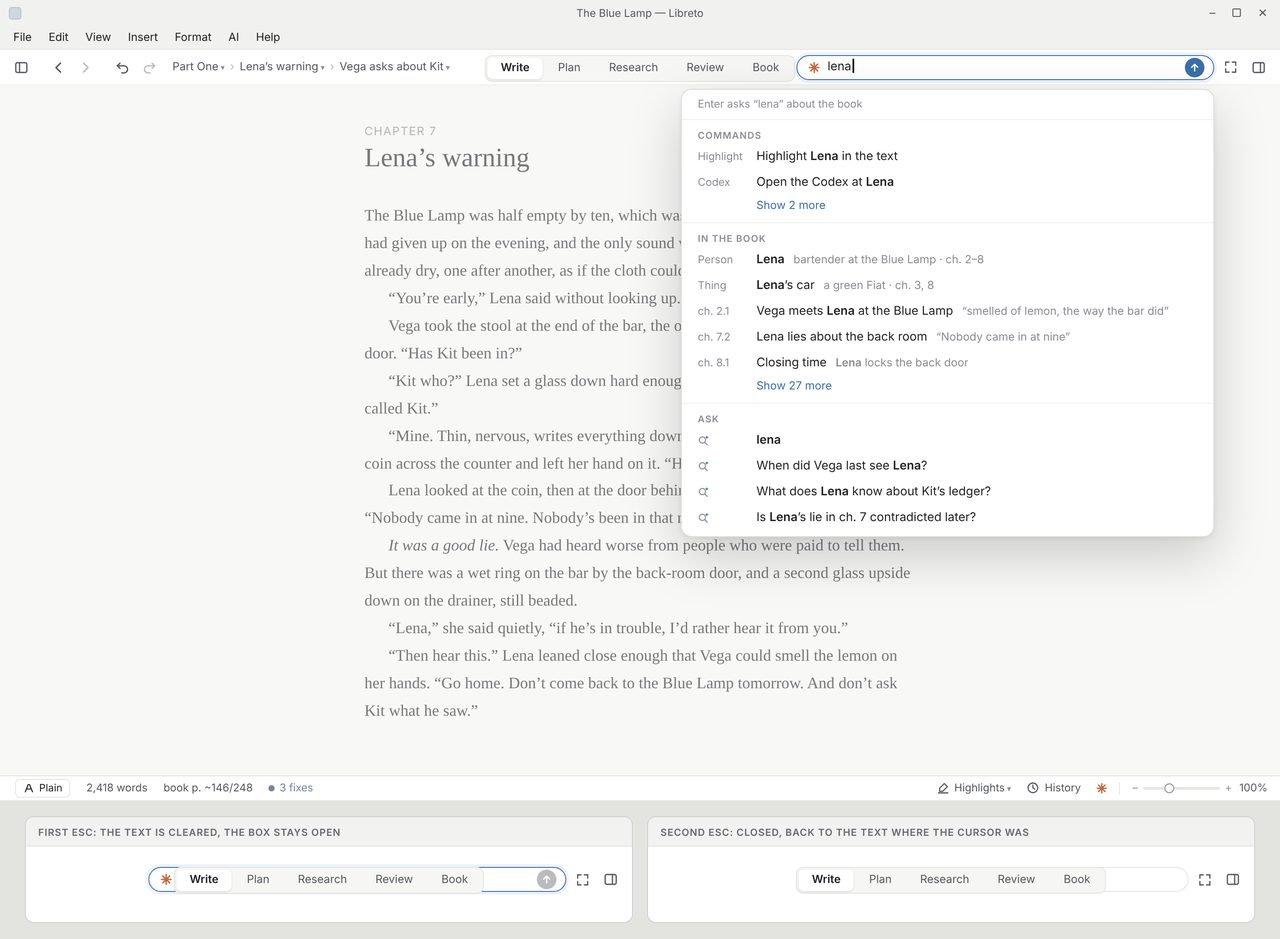 The Blue Lamp — Libreto
File Edit View Insert Format AI Help
Part One › Lena’s warning › Vega asks about Kit
Write Plan Research Review Book
lena
Enter asks “lena” about the book
COMMANDS
Highlight Highlight Lena in the text
Codex Open the Codex at Lena
Show 2 more
IN THE BOOK
Person Lena bartender at the Blue Lamp · ch. 2–8
Thing Lena’s car a green Fiat · ch. 3, 8
ch. 2.1 Vega meets Lena at the Blue Lamp “smelled of lemon, the way the bar did”
ch. 7.2 Lena lies about the back room “Nobody came in at nine”
ch. 8.1 Closing time Lena locks the back door
Show 27 more
ASK
lena
When did Vega last see Lena?
What does Lena know about Kit’s ledger?
Is Lena’s lie in ch. 7 contradicted later?
CHAPTER 7
Lena’s warning
The Blue Lamp was half empty by ten, which
had given up on the evening, and the only sound
already dry, one after another, as if the cloth
“You’re early,” Lena said without looking up.
Vega took the stool at the end of the bar, the
door. “Has Kit been in?”
“Kit who?” Lena set a glass down hard
called Kit.”
“Mine. Thin, nervous, writes everything
coin across the counter and left her hand on it.
Lena looked at the coin, then at the door
“Nobody came in at nine. Nobody’s been in that
It was a good lie. Vega had heard worse from people who were paid to tell them.
But there was a wet ring on the bar by the back-room door, and a second glass upside
down on the drainer, still beaded.
“Lena,” she said quietly, “if he’s in trouble, I’d rather hear it from you.”
“Then hear this.” Lena leaned close enough that Vega could smell the lemon on
her hands. “Go home. Don’t come back to the Blue Lamp tomorrow. And don’t ask
Kit what he saw.”
A Plain 2,418 words book p. ~146/248 3 fixes
Highlights History − + 100%
FIRST ESC: THE TEXT IS CLEARED, THE BOX STAYS OPEN
Write Plan Research Review Book
SECOND ESC: CLOSED, BACK TO THE TEXT WHERE THE CURSOR WAS
Write Plan Research Review Book